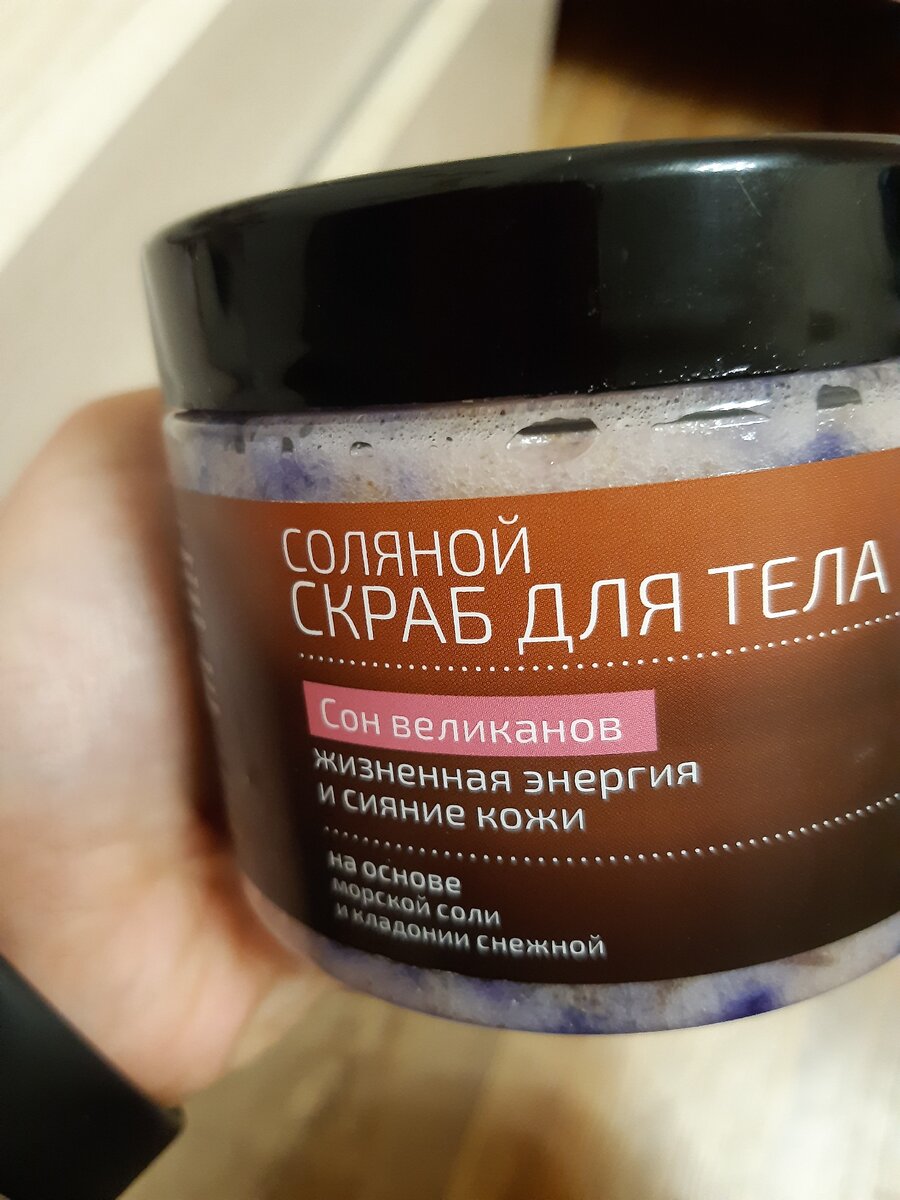 СОЛЯНОЙ
СКРАБ ДЛЯ ТЕЛА
Сон великанов
жизненная энергия
и сияние кожи
на основе
морской соли
и кладонии снежной